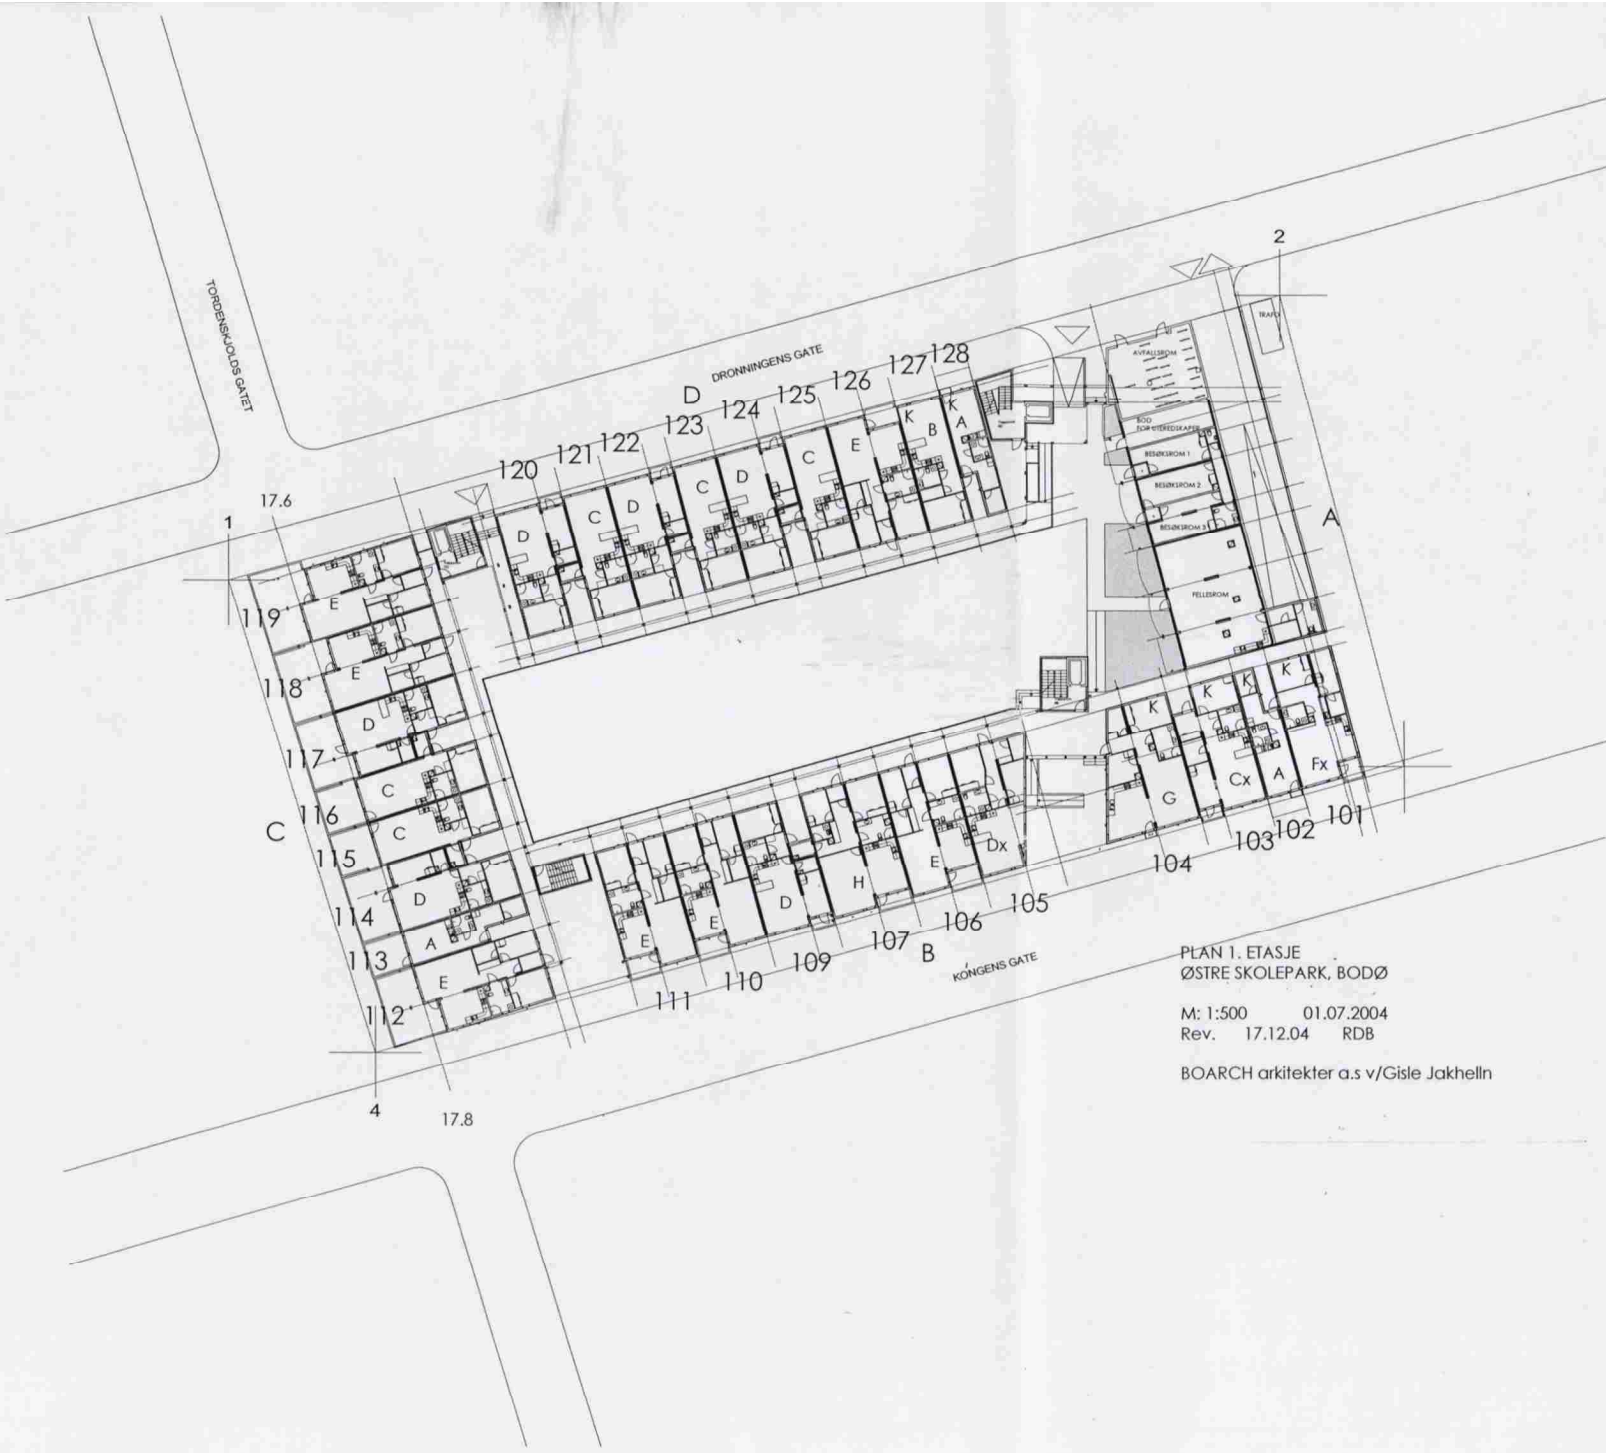 2
TRAFO
TORDENSKJOLDS GATET
DRONNINGENS GATE
AVFALLSROM
BOD
FOR UTEREDSKAPER
BESØKSROM 1
BESØKSROM 2
BESØKSROM 3
FELLESROM
A
D
128
127
126
125
124
123
122
121
120
K
A
K
B
E
C
D
C
D
C
D
1
17.6
119
E
118
E
117
D
116
C
C
115
C
114
D
113
A
112
E
4
17.8
111
E
110
E
109
D
107
H
106
E
105
Dx
B
KONGENS GATE
104
K
G
103
K
Cx
102
K
A
101
K
Fx
PLAN 1. ETASJE
ØSTRE SKOLEPARK, BODØ
M: 1:500 01.07.2004
Rev. 17.12.04 RDB
BOARCH arkitekter a.s v/Gisle Jakhelln